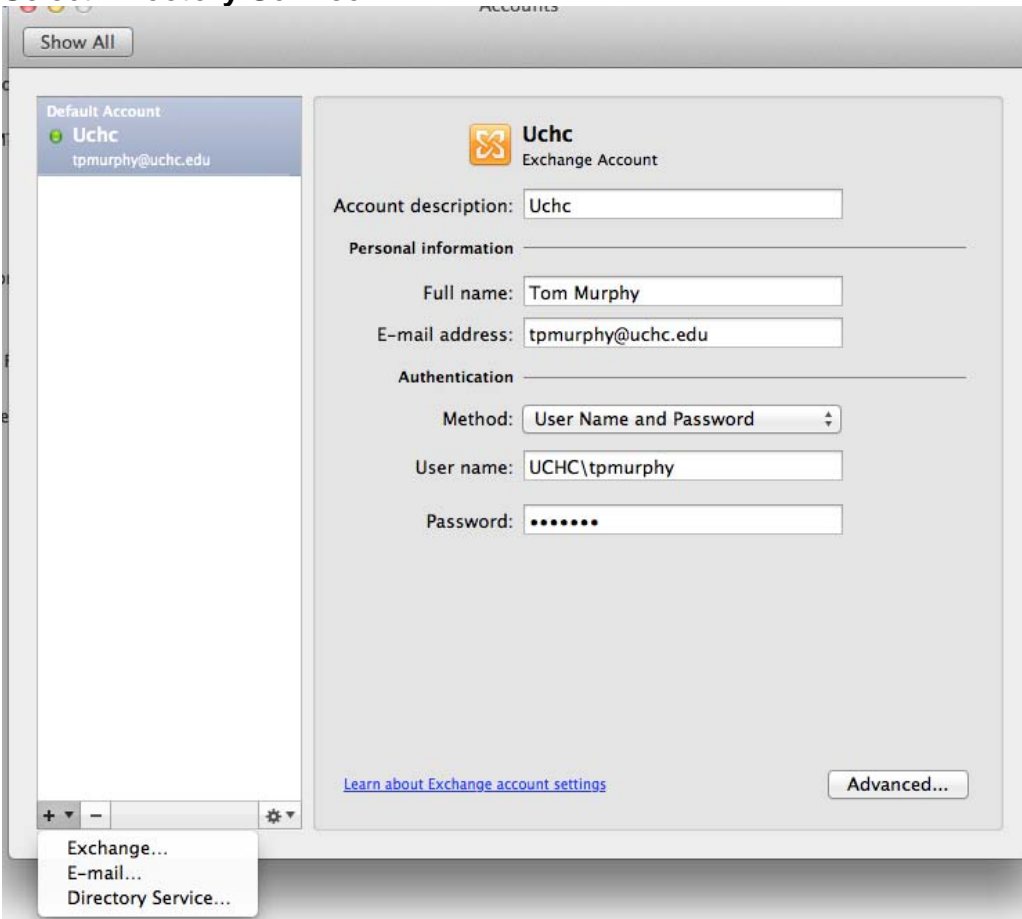 Accounts
Show All
Default Account
Uchc
tpmurphy@uchc.edu
Uchc
Exchange Account
Account description: Uchc
Personal information
Full name: Tom Murphy
E-mail address: tpmurphy@uchc.edu
Authentication
Method: User Name and Password
User name: UCHC\tpmurphy
Password: •••••••
Learn about Exchange account settings
Advanced...
+ −
Exchange...
E-mail...
Directory Service...